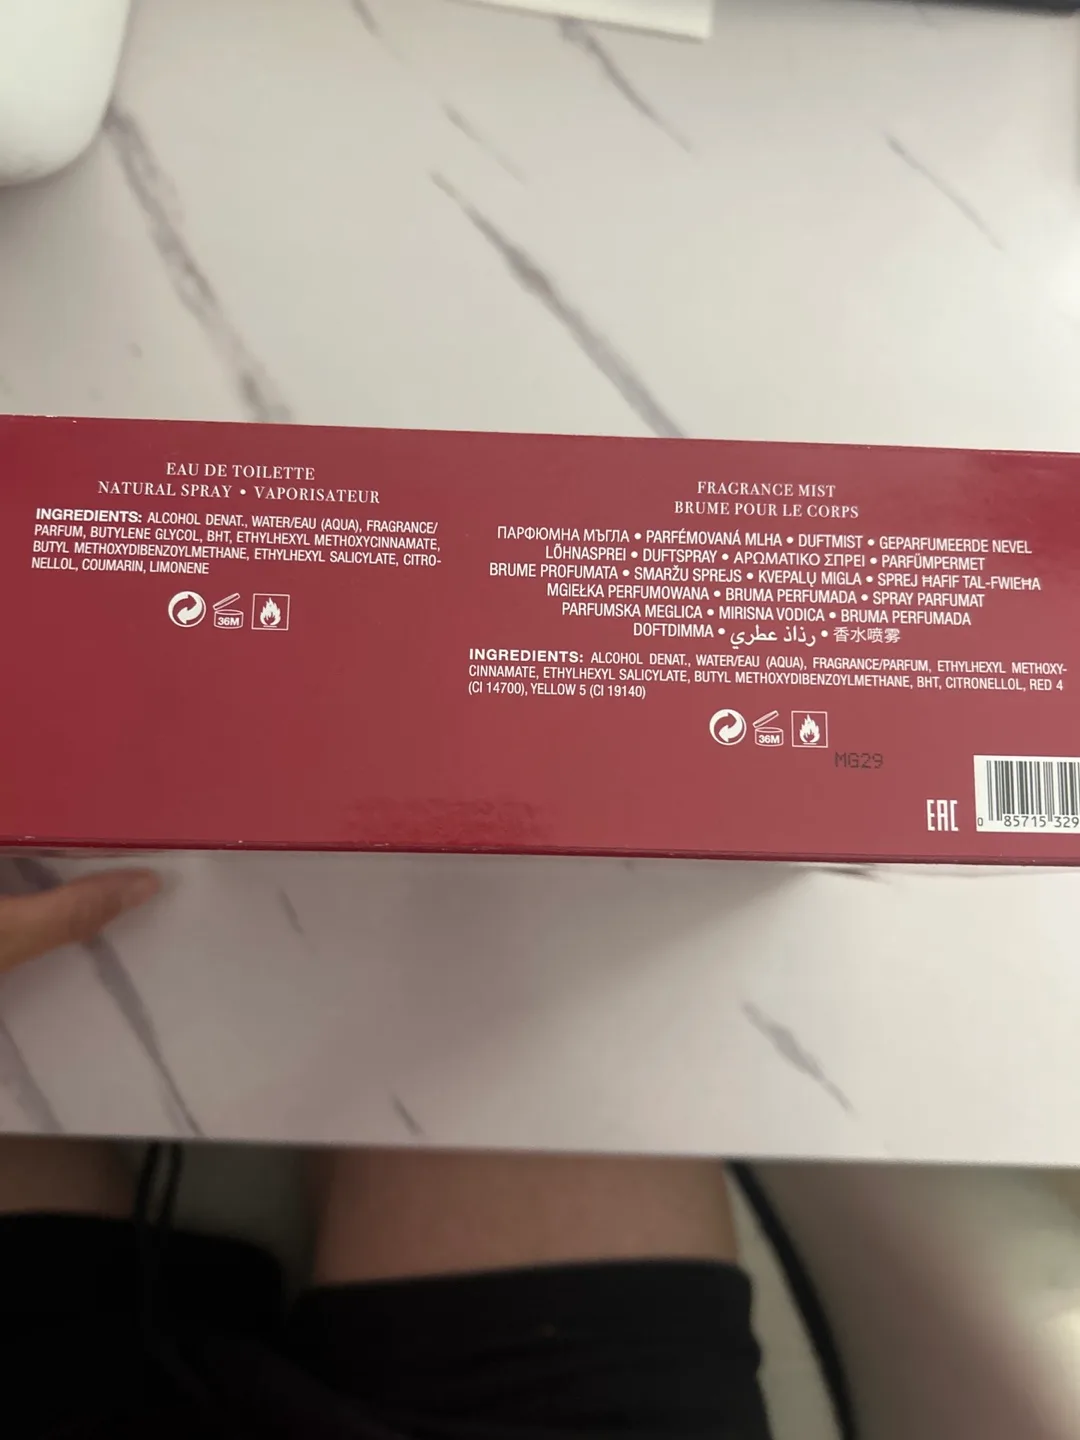 EAU DE TOILETTE
NATURAL SPRAY • VAPORISATEUR
INGREDIENTS: ALCOHOL DENAT., WATER/EAU (AQUA), FRAGRANCE/
PARFUM, BUTYLENE GLYCOL, BHT, ETHYLHEXYL METHOXYCINNAMATE,
BUTYL METHOXYDIBENZOYLMETHANE, ETHYLHEXYL SALICYLATE, CITRO-
NELLOL, COUMARIN, LIMONENE
36M
FRAGRANCE MIST
BRUME POUR LE CORPS
ПАРФЮМНА МЪГЛА • PARFÉMOVANÁ MLHA • DUFTMIST • GEPARFUMEERDE NEVEL
LÕHNASPREI • DUFTSPRAY • ΑΡΩΜΑΤΙΚΟ ΣΠΡΕΙ • PARFÜMPERMET
BRUME PROFUMATA • SMARŽU SPREJS • KVEPALŲ MIGLA • SPREJ ĦAFIF TAL-FWIEĦA
MGIEŁKA PERFUMOWANA • BRUMA PERFUMADA • SPRAY PARFUMAT
PARFUMSKA MEGLICA • MIRISNA VODICA • BRUMA PERFUMADA
DOFTDIMMA • رذاذ عطري • 香水喷雾
INGREDIENTS: ALCOHOL DENAT., WATER/EAU (AQUA), FRAGRANCE/PARFUM, ETHYLHEXYL METHOXY-
CINNAMATE, ETHYLHEXYL SALICYLATE, BUTYL METHOXYDIBENZOYLMETHANE, BHT, CITRONELLOL, RED 4
(CI 14700), YELLOW 5 (CI 19140)
36M
MG29
EAC
0 85715 329